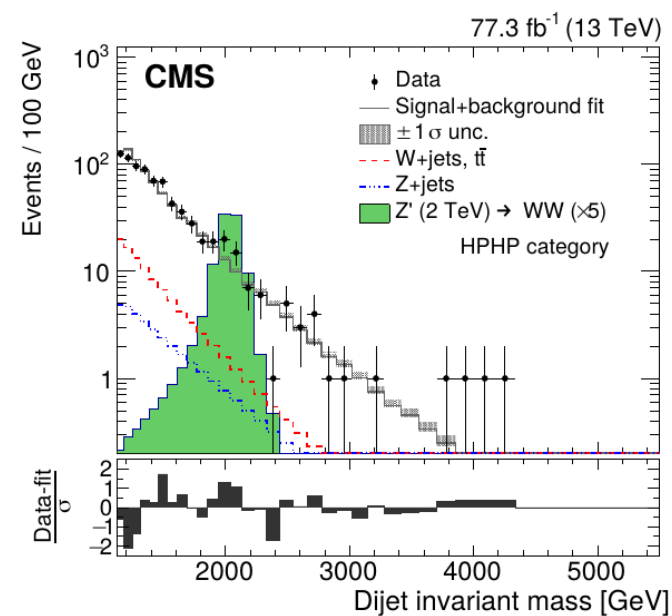 77.3 fb⁻¹ (13 TeV)
CMS
Data
Signal+background fit
±1σ unc.
W+jets, tt̄
Z+jets
Z' (2 TeV) → WW (×5)
HPHP category
Events / 100 GeV
10³
10²
10
1
Data-fit
σ
2
1
0
−1
−2
2000
3000
4000
5000
Dijet invariant mass [GeV]